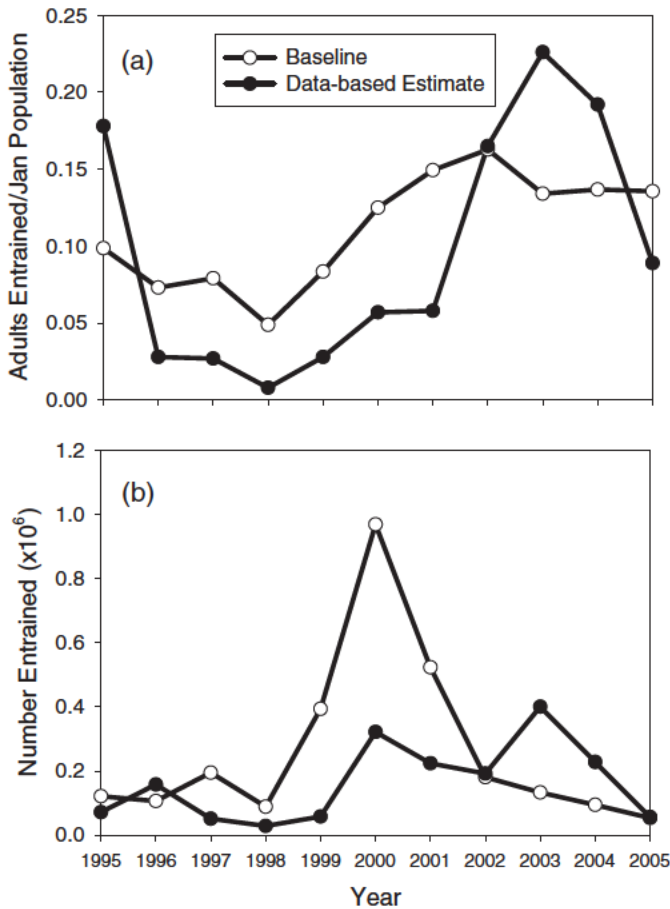 (a)
Baseline
Data-based Estimate
Adults Entrained/Jan Population
0.25
0.20
0.15
0.10
0.05
0.00
(b)
Number Entrained (x10⁶)
1.2
1.0
0.8
0.6
0.4
0.2
0.0
1995 1996 1997 1998 1999 2000 2001 2002 2003 2004 2005
Year